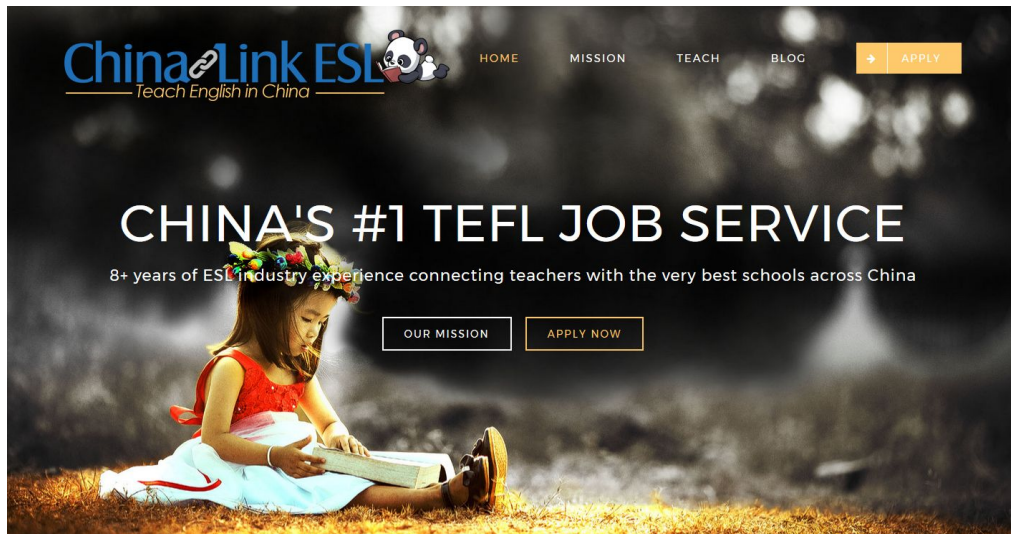 China Link ESL
Teach English in China
HOME
MISSION
TEACH
BLOG
APPLY
CHINA'S #1 TEFL JOB SERVICE
8+ years of ESL industry experience connecting teachers with the very best schools across China
OUR MISSION
APPLY NOW